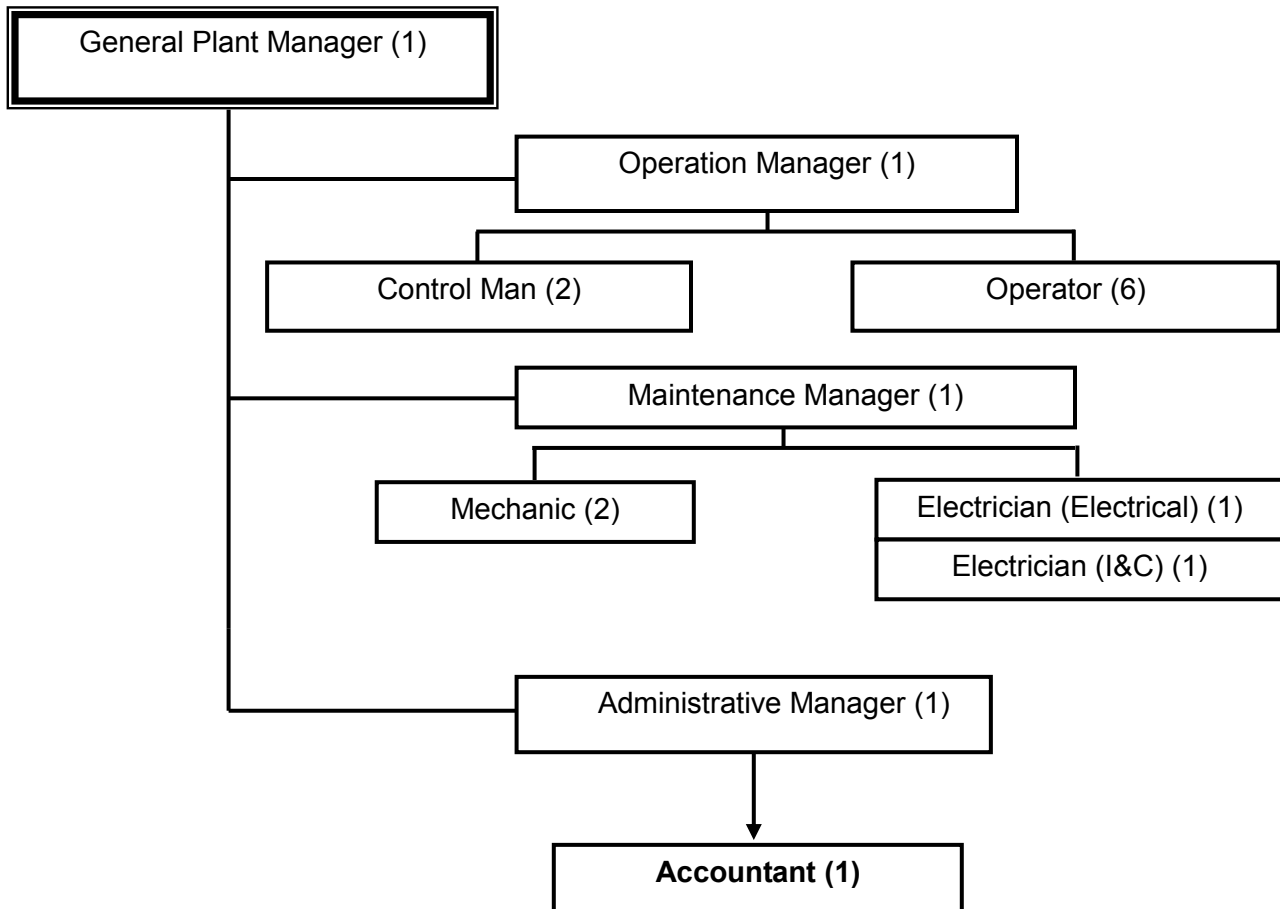 General Plant Manager (1)
Operation Manager (1)
Control Man (2)
Operator (6)
Maintenance Manager (1)
Mechanic (2)
Electrician (Electrical) (1)
Electrician (I&C) (1)
Administrative Manager (1)
Accountant (1)